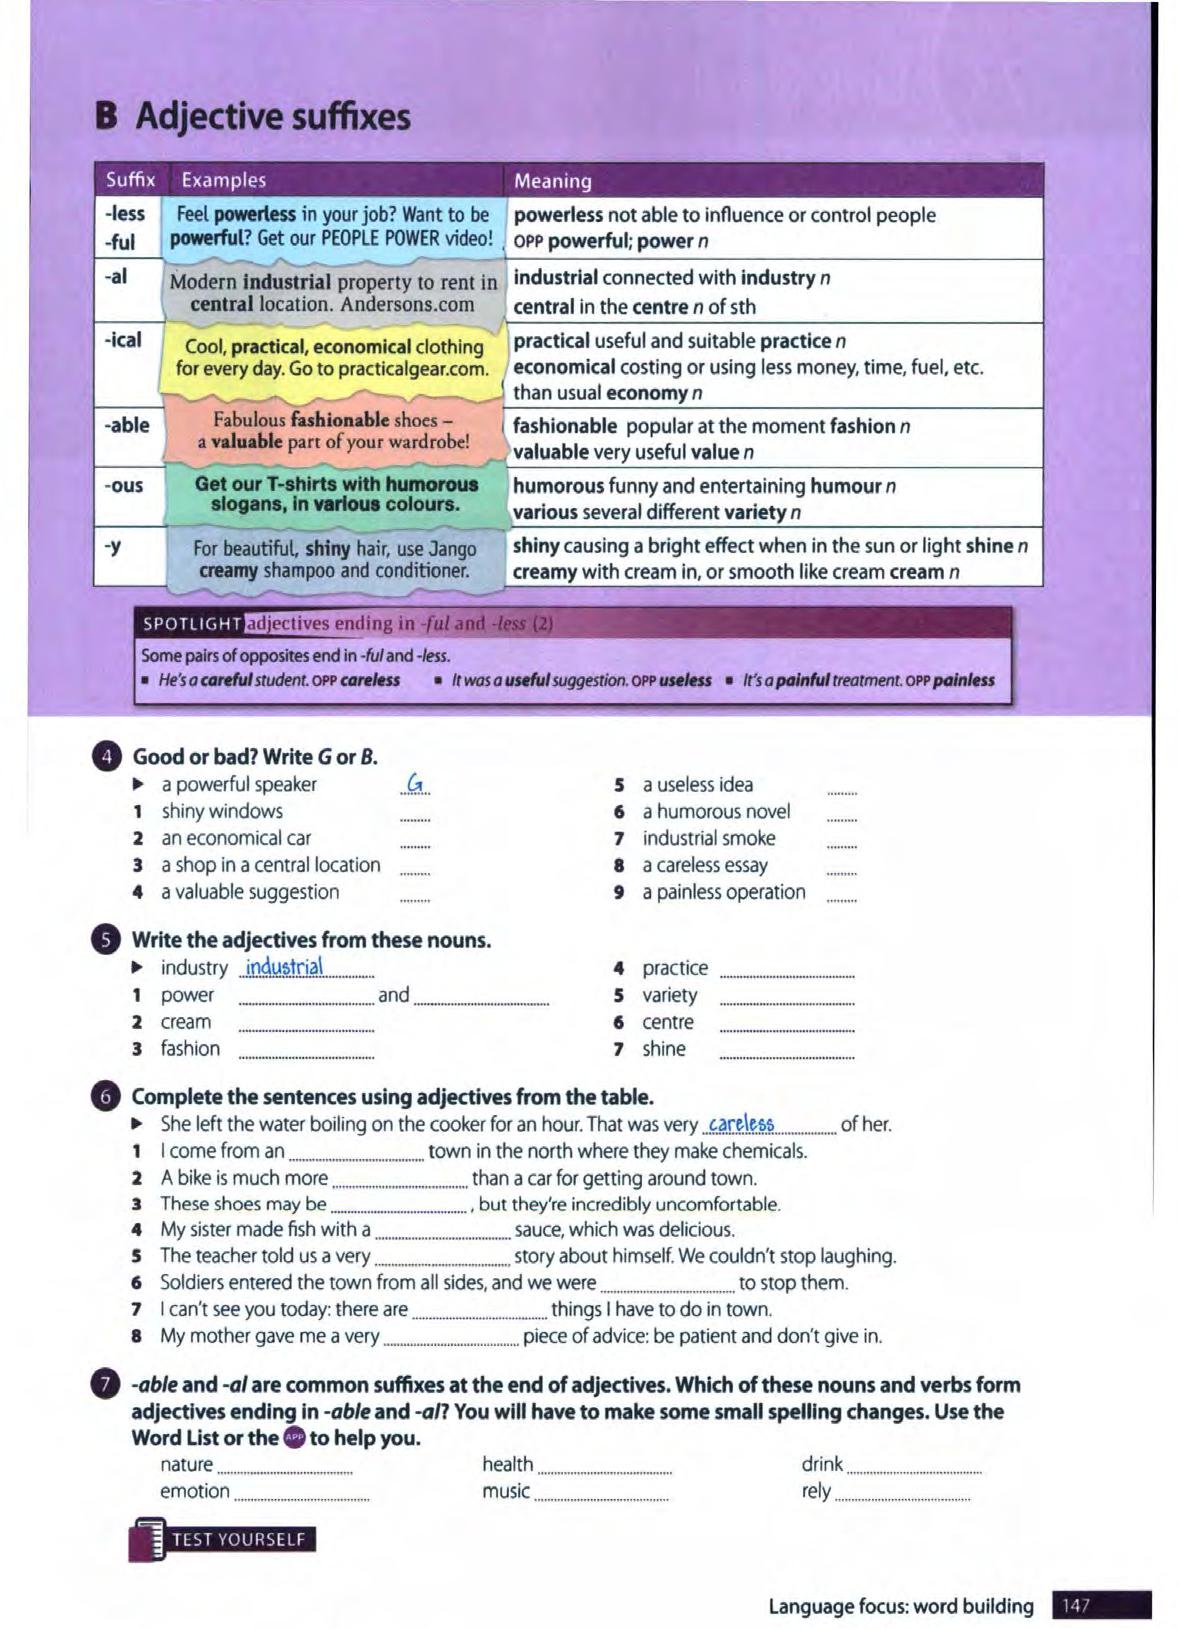 B Adjective suffixes
Suffix Examples Meaning
-less Feel powerless in your job? Want to be powerless not able to influence or control people
-ful powerful? Get our PEOPLE POWER video! OPP powerful; power n
-al Modern industrial property to rent in industrial connected with industry n
central location. Andersons.com central in the centre n of sth
-ical Cool, practical, economical clothing practical useful and suitable practice n
for every day. Go to practicalgear.com. economical costing or using less money, time, fuel, etc.
than usual economy n
-able Fabulous fashionable shoes – fashionable popular at the moment fashion n
a valuable part of your wardrobe! valuable very useful value n
-ous Get our T-shirts with humorous humorous funny and entertaining humour n
slogans, in various colours. various several different variety n
-y For beautiful, shiny hair, use Jango shiny causing a bright effect when in the sun or light shine n
creamy shampoo and conditioner. creamy with cream in, or smooth like cream cream n
SPOTLIGHT adjectives ending in -ful and -less (2)
Some pairs of opposites end in -ful and -less.
▪ He's a careful student. OPP careless ▪ It was a useful suggestion. OPP useless ▪ It's a painful treatment. OPP painless
4 Good or bad? Write G or B.
▶ a powerful speaker G
1 shiny windows
2 an economical car
3 a shop in a central location
4 a valuable suggestion
5 a useless idea
6 a humorous novel
7 industrial smoke
8 a careless essay
9 a painless operation
5 Write the adjectives from these nouns.
▶ industry industrial
1 power and
2 cream
3 fashion
4 practice
5 variety
6 centre
7 shine
6 Complete the sentences using adjectives from the table.
▶ She left the water boiling on the cooker for an hour. That was very careless of her.
1 I come from an town in the north where they make chemicals.
2 A bike is much more than a car for getting around town.
3 These shoes may be , but they're incredibly uncomfortable.
4 My sister made fish with a sauce, which was delicious.
5 The teacher told us a very story about himself. We couldn't stop laughing.
6 Soldiers entered the town from all sides, and we were to stop them.
7 I can't see you today: there are things I have to do in town.
8 My mother gave me a very piece of advice: be patient and don't give in.
7 -able and -al are common suffixes at the end of adjectives. Which of these nouns and verbs form
adjectives ending in -able and -al? You will have to make some small spelling changes. Use the
Word List or the APP to help you.
nature health drink
emotion music rely
TEST YOURSELF
Language focus: word building 147